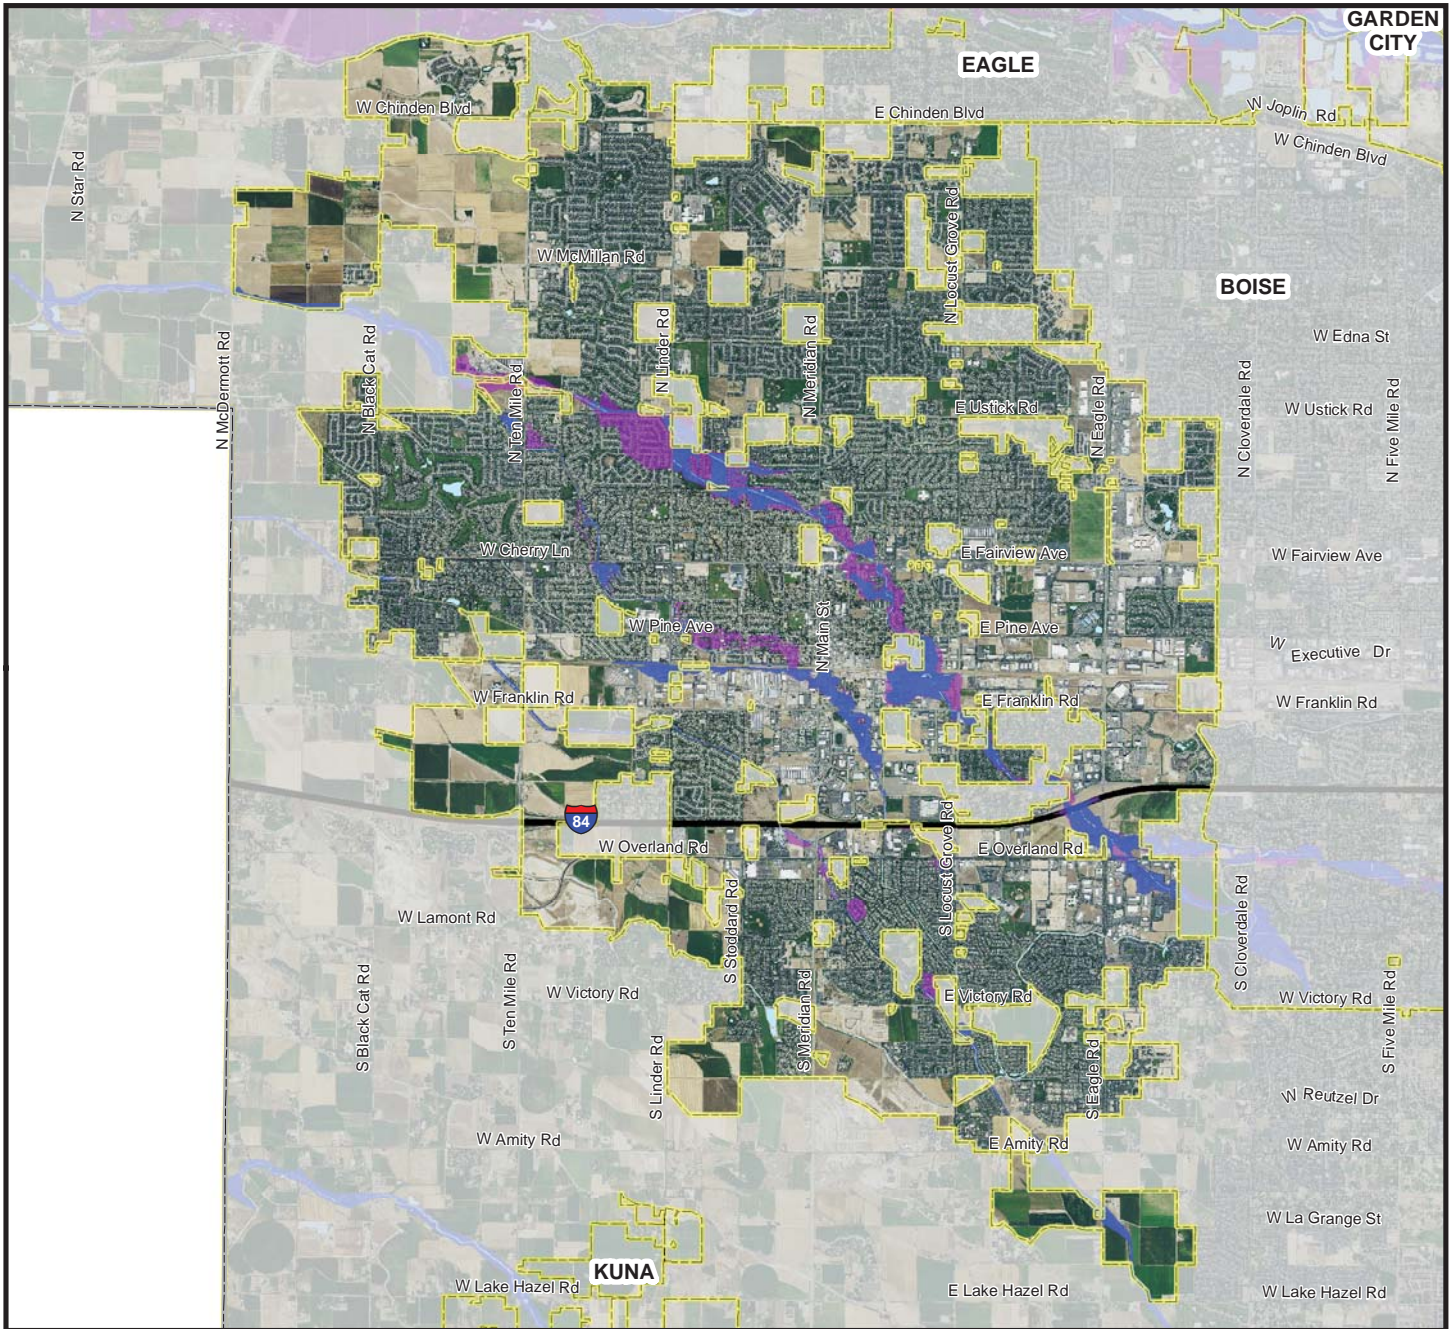 GARDEN
CITY
EAGLE
W Chinden Blvd
E Chinden Blvd
W Joplin Rd
W Chinden Blvd
N Star Rd
N Locust Grove Rd
W McMillan Rd
BOISE
N McDermott Rd
N Black Cat Rd
N Ten Mile Rd
N Linder Rd
N Meridian Rd
W Edna St
E Ustick Rd
N Eagle Rd
N Cloverdale Rd
W Ustick Rd
N Five Mile Rd
W Cherry Ln
E Fairview Ave
W Fairview Ave
W Pine Ave
N Main St
E Pine Ave
W Executive Dr
W Franklin Rd
E Franklin Rd
W Franklin Rd
84
W Overland Rd
S Locust Grove Rd
E Overland Rd
W Lamont Rd
S Stoddard Rd
S Cloverdale Rd
S Black Cat Rd
S Ten Mile Rd
W Victory Rd
S Meridian Rd
E Victory Rd
W Victory Rd
S Five Mile Rd
S Linder Rd
S Eagle Rd
W Reutzel Dr
W Amity Rd
E Amity Rd
W Amity Rd
W La Grange St
KUNA
W Lake Hazel Rd
E Lake Hazel Rd
W Lake Hazel Rd